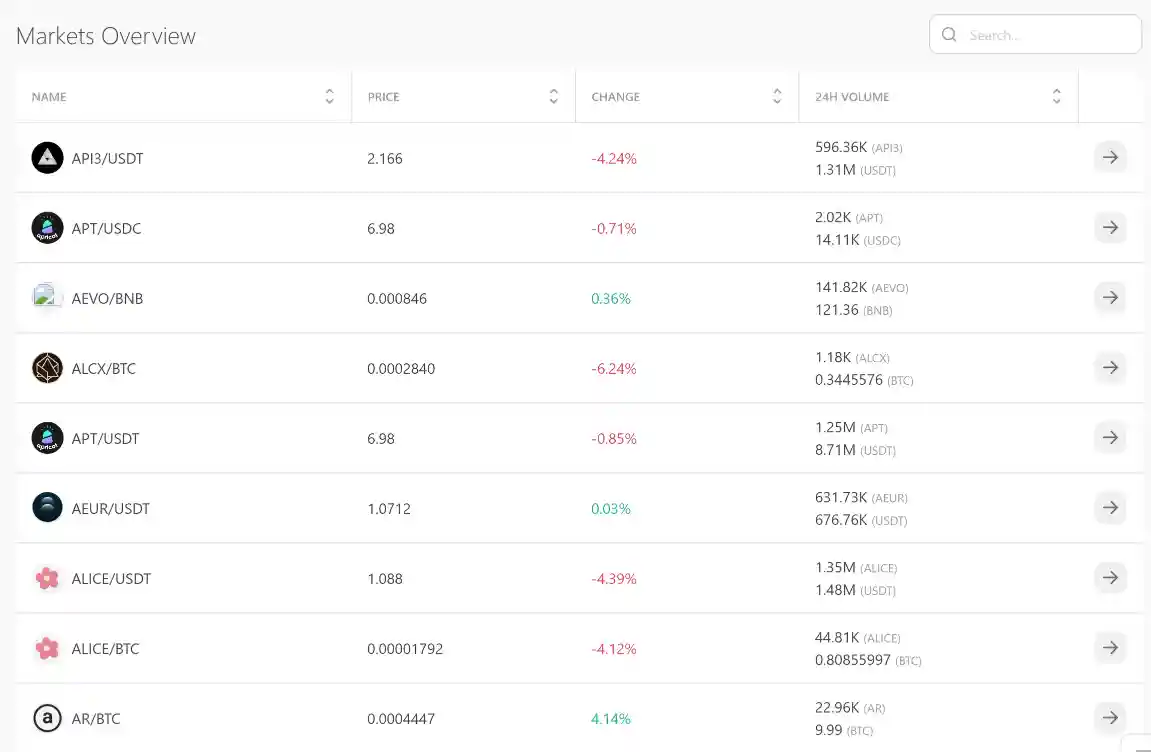 Markets Overview
Search...
NAME PRICE CHANGE 24H VOLUME
API3/USDT 2.166 -4.24% 596.36K (API3)
1.31M (USDT)
apricot
APT/USDC 6.98 -0.71% 2.02K (APT)
14.11K (USDC)
AEVO/BNB 0.000846 0.36% 141.82K (AEVO)
121.36 (BNB)
ALCX/BTC 0.0002840 -6.24% 1.18K (ALCX)
0.3445576 (BTC)
apricot
APT/USDT 6.98 -0.85% 1.25M (APT)
8.71M (USDT)
AEUR/USDT 1.0712 0.03% 631.73K (AEUR)
676.76K (USDT)
ALICE/USDT 1.088 -4.39% 1.35M (ALICE)
1.48M (USDT)
ALICE/BTC 0.00001792 -4.12% 44.81K (ALICE)
0.80855997 (BTC)
a AR/BTC 0.0004447 4.14% 22.96K (AR)
9.99 (BTC)